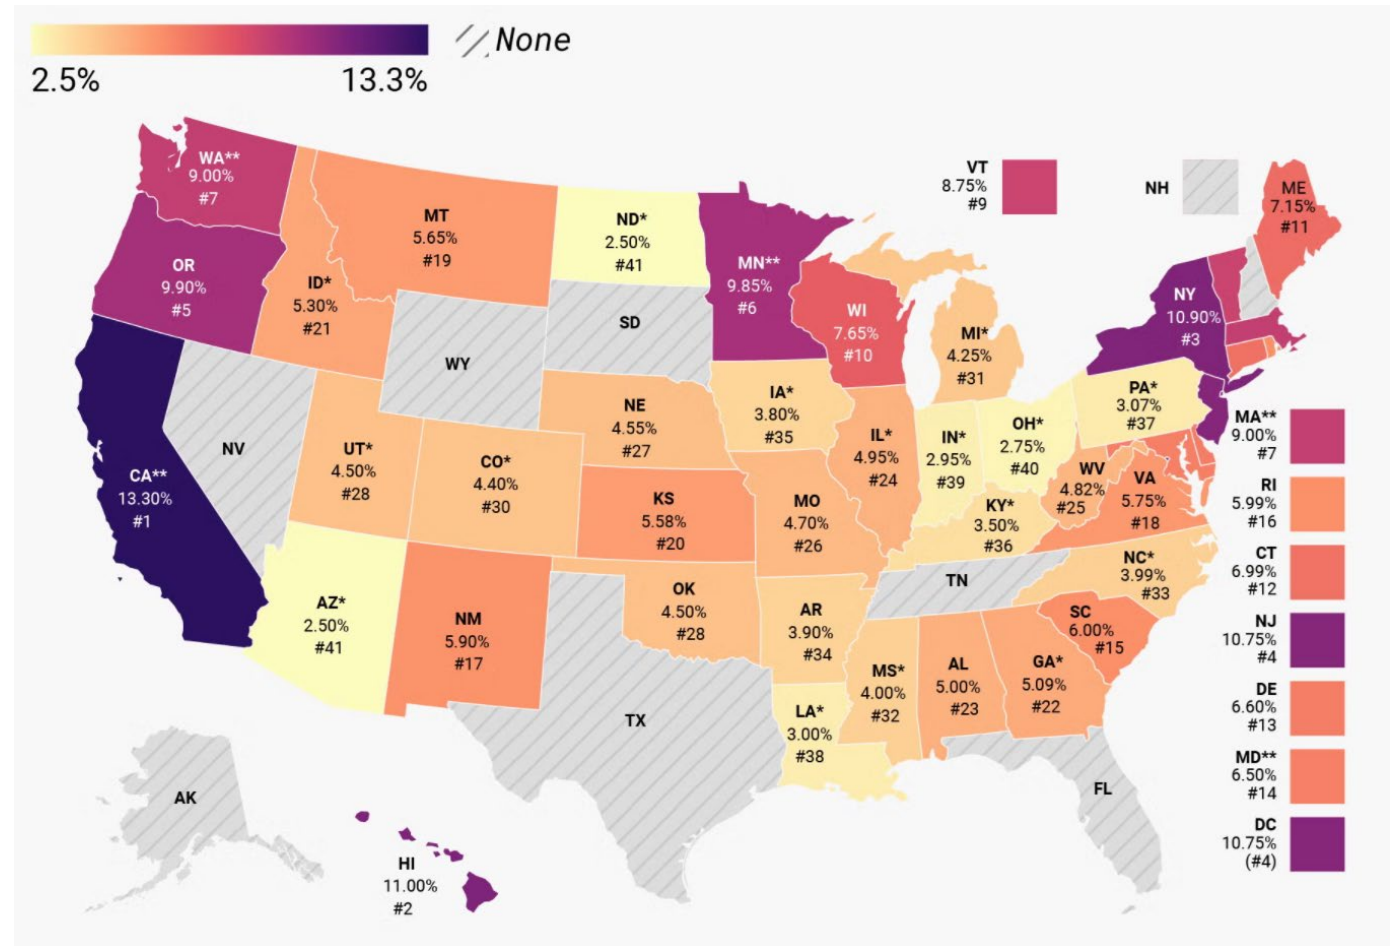 None
2.5%
13.3%
WA**
9.00%
#7
OR
9.90%
#5
CA**
13.30%
#1
NV
ID*
5.30%
#21
MT
5.65%
#19
WY
UT*
4.50%
#28
CO*
4.40%
#30
AZ*
2.50%
#41
NM
5.90%
#17
ND*
2.50%
#41
SD
NE
4.55%
#27
KS
5.58%
#20
OK
4.50%
#28
TX
MN**
9.85%
#6
IA*
3.80%
#35
MO
4.70%
#26
AR
3.90%
#34
LA*
3.00%
#38
WI
7.65%
#10
IL*
4.95%
#24
MI*
4.25%
#31
IN*
2.95%
#39
OH*
2.75%
#40
KY*
3.50%
#36
TN
MS*
4.00%
#32
AL
5.00%
#23
GA*
5.09%
#22
FL
SC
6.00%
#15
NC*
3.99%
#33
VA
5.75%
#18
WV
4.82%
#25
PA*
3.07%
#37
NY
10.90%
#3
VT
8.75%
#9
NH
ME
7.15%
#11
MA**
9.00%
#7
RI
5.99%
#16
CT
6.99%
#12
NJ
10.75%
#4
DE
6.60%
#13
MD**
6.50%
#14
DC
10.75%
(#4)
AK
HI
11.00%
#2